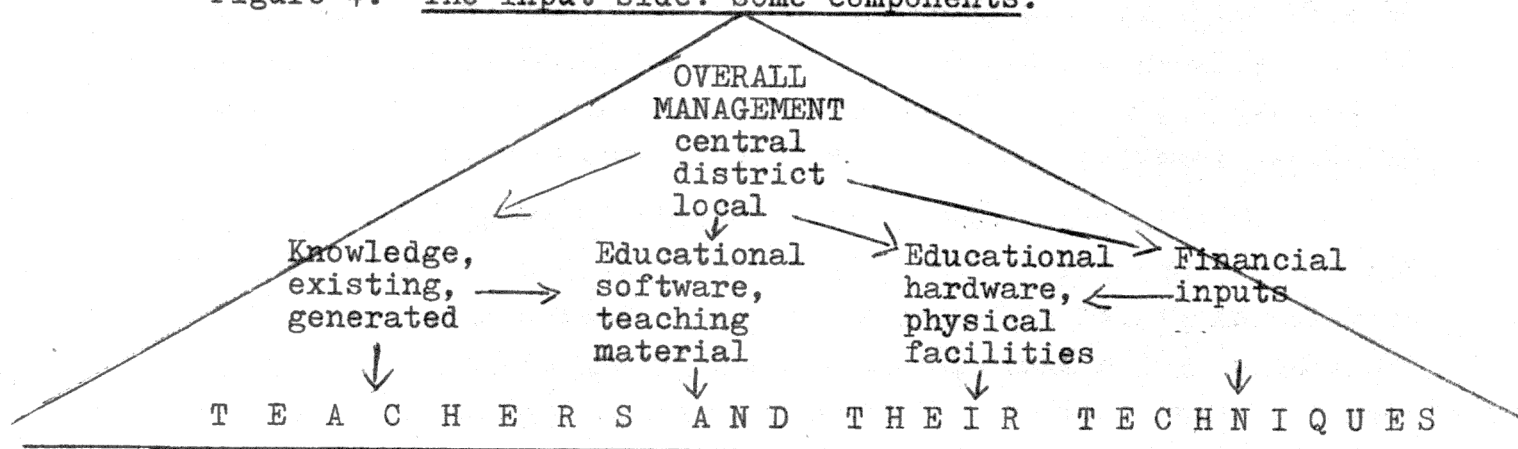 Figure 4. The input side: some components.
OVERALL
MANAGEMENT
central
district
local
Knowledge,
existing,
generated
Educational
software,
teaching
material
Educational
hardware,
physical
facilities
Financial
inputs
T E A C H E R S A N D T H E I R T E C H N I Q U E S